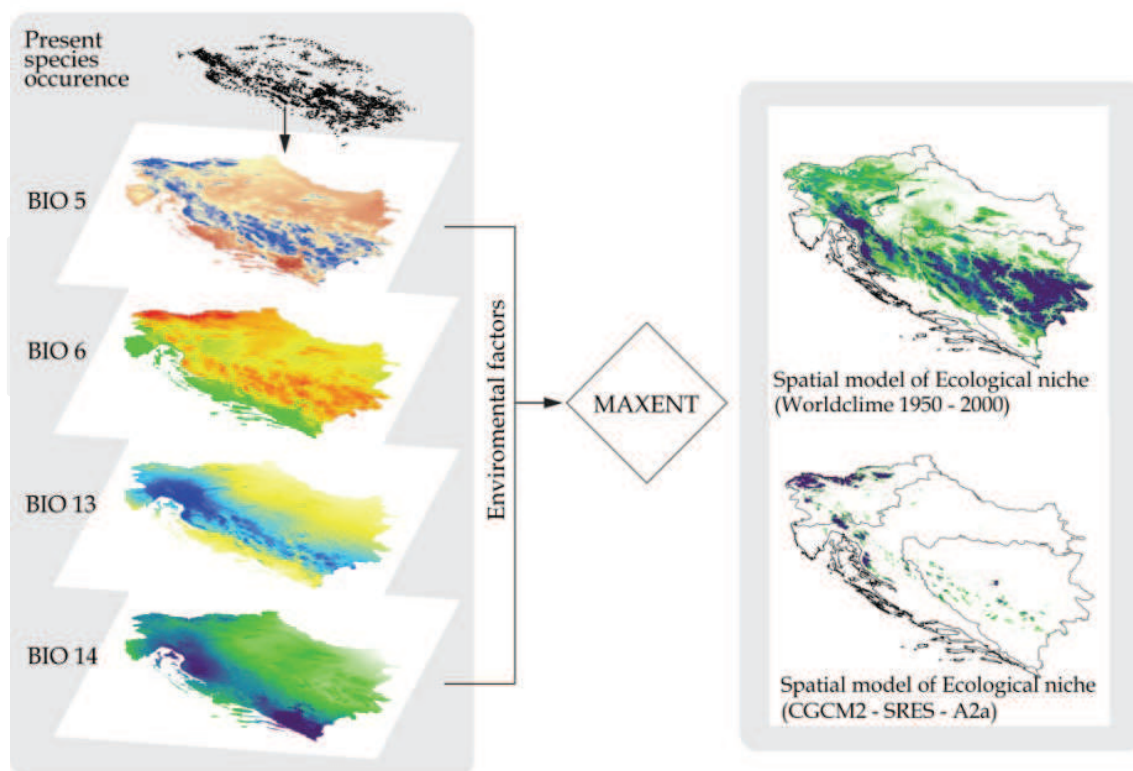 Present
species
occurence
BIO 5
BIO 6
BIO 13
BIO 14
Enviromental factors
MAXENT
Spatial model of Ecological niche
(Worldclime 1950 - 2000)
Spatial model of Ecological niche
(CGCM2 - SRES - A2a)